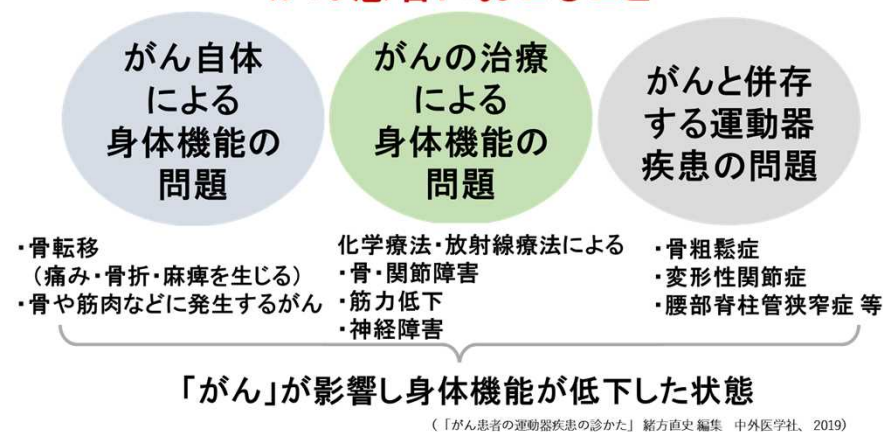 がん自体
による
身体機能の
問題
がんの治療
による
身体機能の
問題
がんと併存
する運動器
疾患の問題
・骨転移
（痛み・骨折・麻痺を生じる）
・骨や筋肉などに発生するがん
化学療法・放射線療法による
・骨・関節障害
・筋力低下
・神経障害
・骨粗鬆症
・変形性関節症
・腰部脊柱管狭窄症 等
「がん」が影響し身体機能が低下した状態
（「がん患者の運動器疾患の診かた」 緒方直史 編集　中外医学社、 2019）